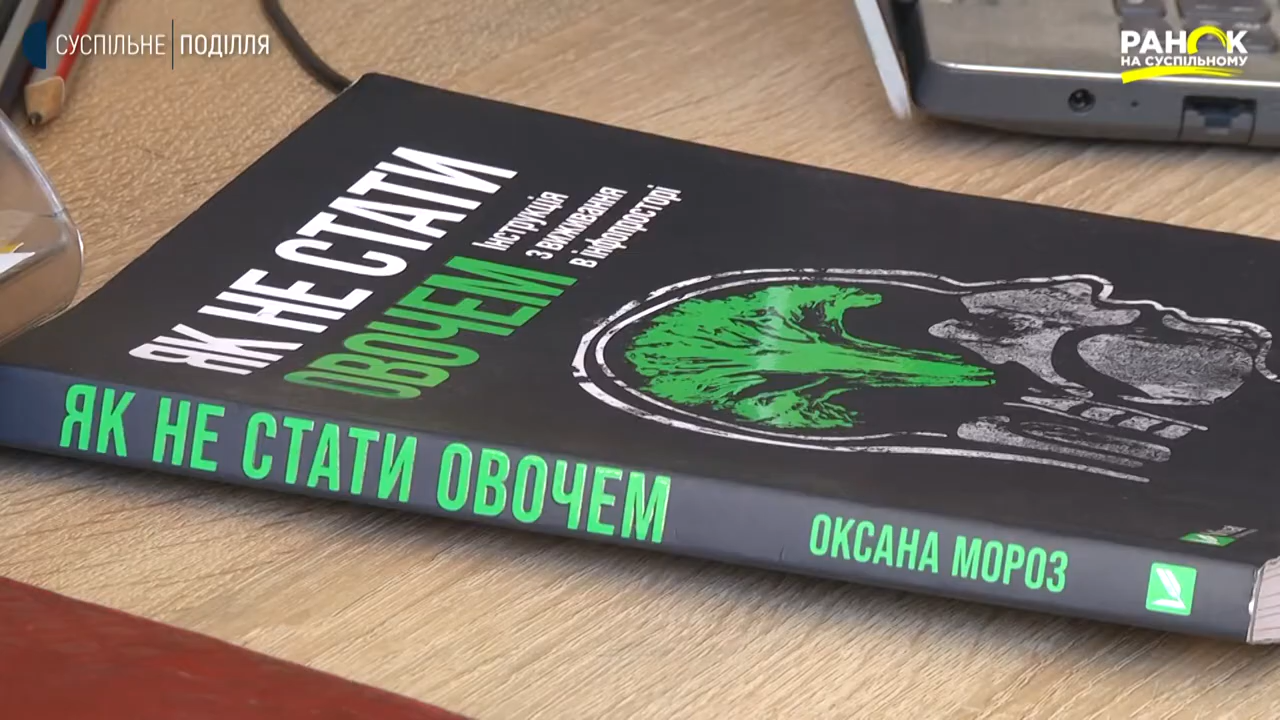 СУСПІЛЬНЕ ПОДІЛЛЯ
РАНОК
НА СУСПІЛЬНОМУ
ЯК НЕ СТАТИ
ОВОЧЕМ
Інструкція
з виживання
в інфопросторі
ЯК НЕ СТАТИ ОВОЧЕМ
ОКСАНА МОРОЗ